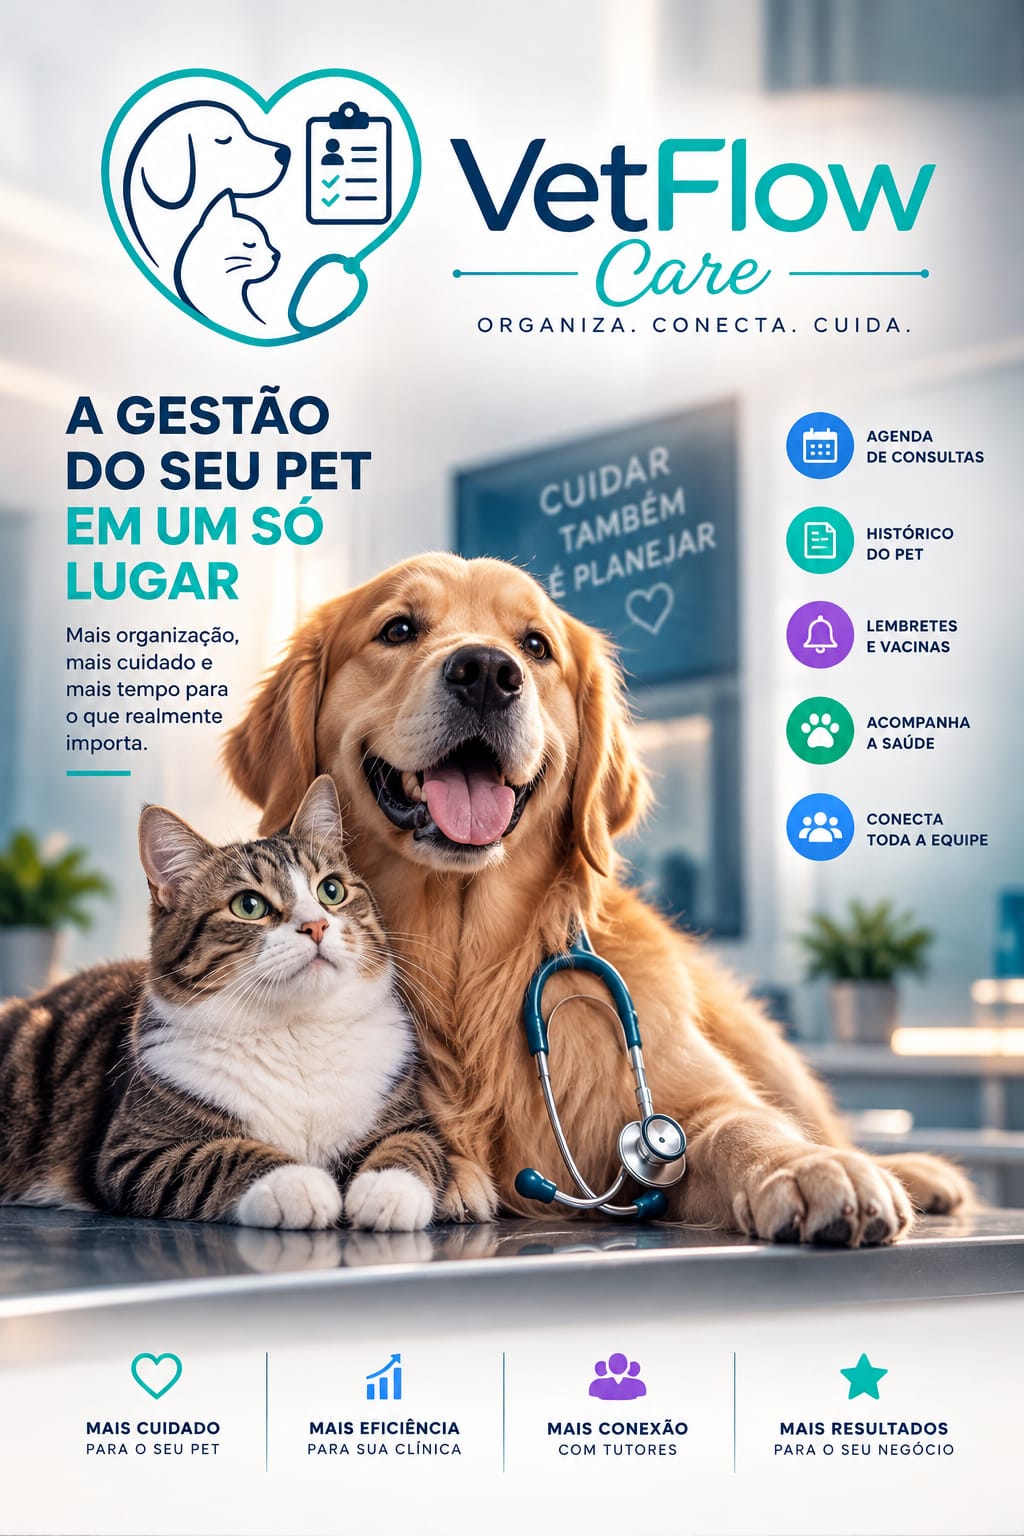 VetFlow
Care
ORGANIZA. CONECTA. CUIDA.
A GESTÃO
DO SEU PET
EM UM SÓ
LUGAR
Mais organização,
mais cuidado e
mais tempo para
o que realmente
importa.
CUIDAR
TAMBÉM
É PLANEJAR
AGENDA
DE CONSULTAS
HISTÓRICO
DO PET
LEMBRETES
E VACINAS
ACOMPANHA
A SAÚDE
CONECTA
TODA A EQUIPE
MAIS CUIDADO
PARA O SEU PET
MAIS EFICIÊNCIA
PARA SUA CLÍNICA
MAIS CONEXÃO
COM TUTORES
MAIS RESULTADOS
PARA O SEU NEGÓCIO